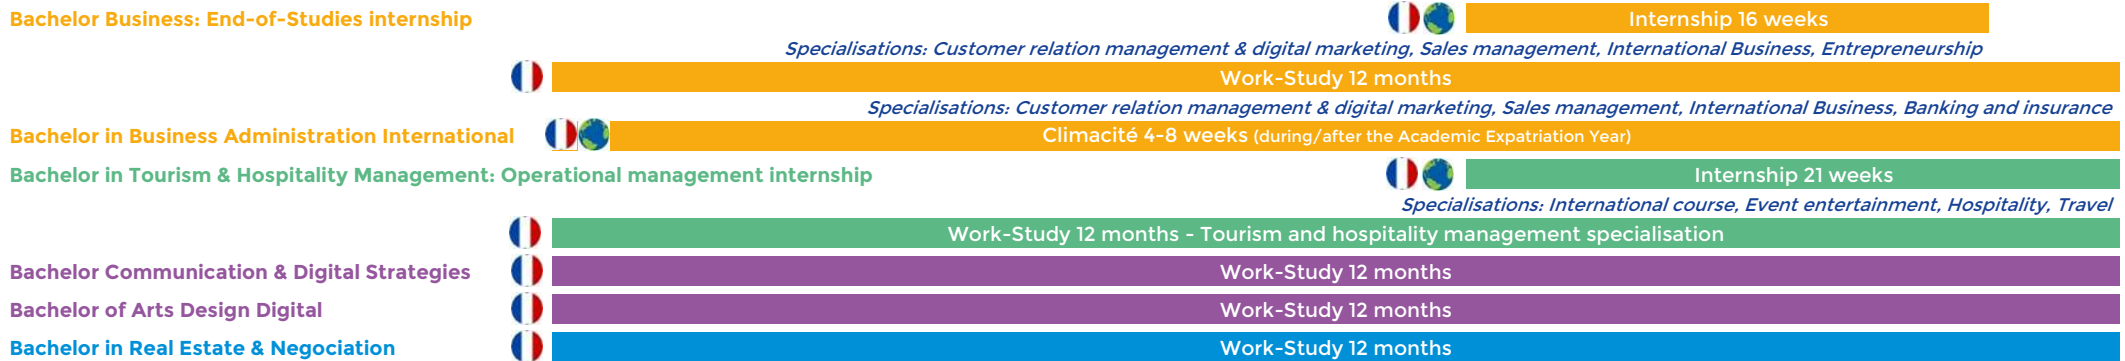 Bachelor Business: End-of-Studies internship Internship 16 weeks
Specialisations: Customer relation management & digital marketing, Sales management, International Business, Entrepreneurship
Work-Study 12 months
Specialisations: Customer relation management & digital marketing, Sales management, International Business, Banking and insurance
Bachelor in Business Administration International Climacité 4-8 weeks (during/after the Academic Expatriation Year)
Bachelor in Tourism & Hospitality Management: Operational management internship Internship 21 weeks
Specialisations: International course, Event entertainment, Hospitality, Travel
Work-Study 12 months - Tourism and hospitality management specialisation
Bachelor Communication & Digital Strategies Work-Study 12 months
Bachelor of Arts Design Digital Work-Study 12 months
Bachelor in Real Estate & Negociation Work-Study 12 months